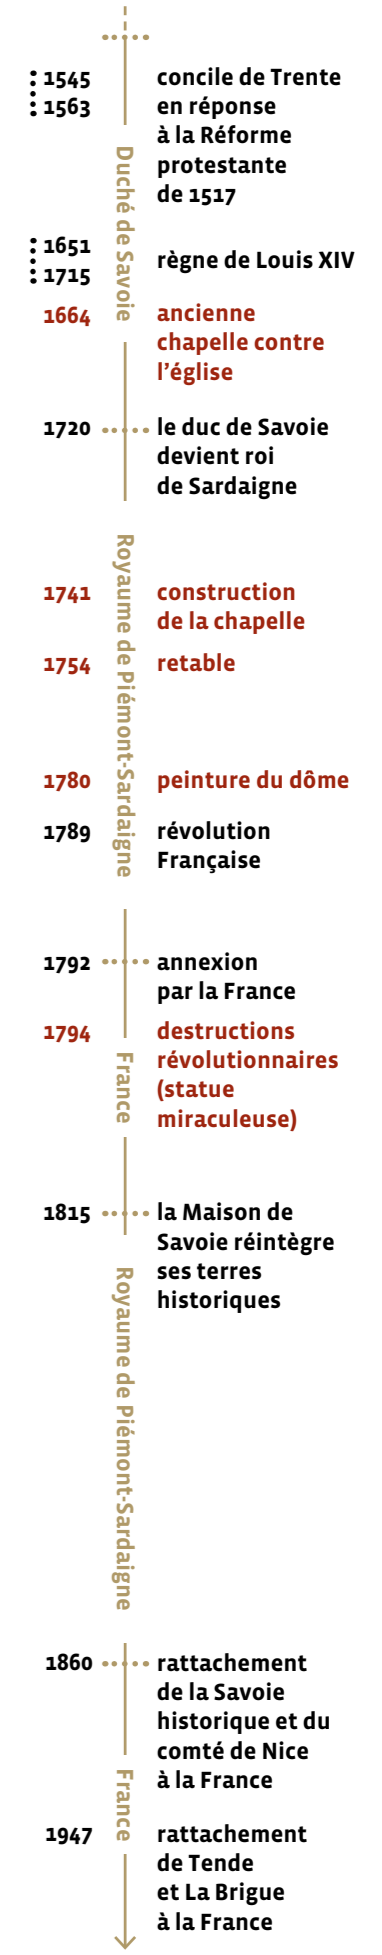 1545
1563
concile de Trente
en réponse
à la Réforme
protestante
de 1517
Duché de Savoie
1651
1715
règne de Louis XIV
1664
ancienne
chapelle contre
l’église
1720
le duc de Savoie
devient roi
de Sardaigne
Royaume de Piémont-Sardaigne
1741
construction
de la chapelle
1754
retable
1780
peinture du dôme
1789
révolution
Française
1792
annexion
par la France
1794
destructions
révolutionnaires
(statue
miraculeuse)
France
1815
la Maison de
Savoie réintègre
ses terres
historiques
Royaume de Piémont-Sardaigne
1860
rattachement
de la Savoie
historique et du
comté de Nice
à la France
France
1947
rattachement
de Tende
et La Brigue
à la France